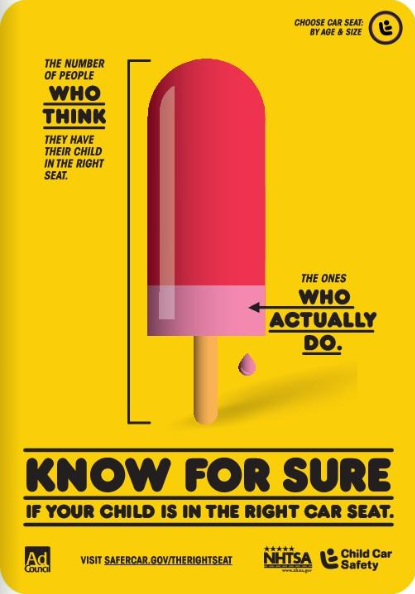 CHOOSE CAR SEAT:
BY AGE & SIZE
THE NUMBER
OF PEOPLE
WHO
THINK
THEY HAVE
THEIR CHILD
IN THE RIGHT
SEAT.
THE ONES
WHO
ACTUALLY
DO.
KNOW FOR SURE
IF YOUR CHILD IS IN THE RIGHT CAR SEAT.
Ad
Council
VISIT SAFERCAR.GOV/THERIGHTSEAT
NHTSA
www.nhtsa.gov
Child Car
Safety